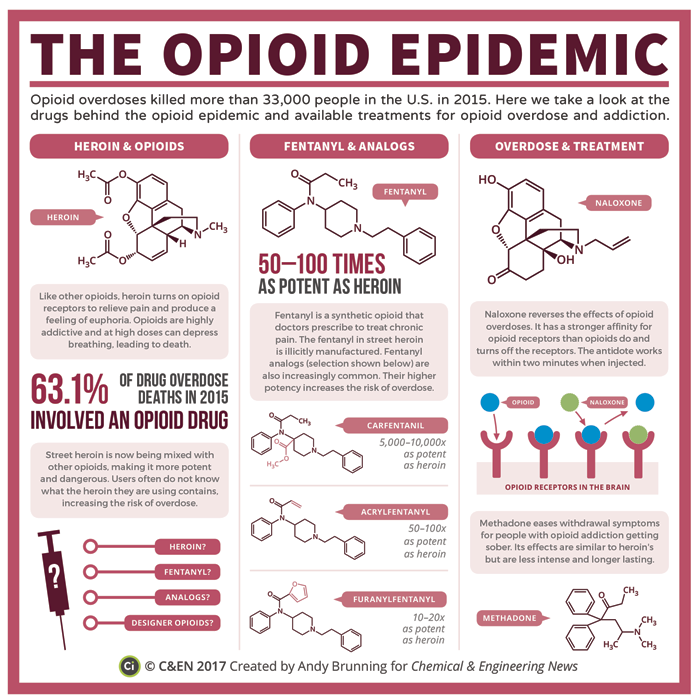 THE OPIOID EPIDEMIC
Opioid overdoses killed more than 33,000 people in the U.S. in 2015. Here we take a look at the
drugs behind the opioid epidemic and available treatments for opioid overdose and addiction.
HEROIN & OPIOIDS
H₃C
O
O
O
HEROIN
N
CH₃
H
H₃C
O
O
Like other opioids, heroin turns on opioid
receptors to relieve pain and produce a
feeling of euphoria. Opioids are highly
addictive and at high doses can depress
breathing, leading to death.
63.1%
OF DRUG OVERDOSE
DEATHS IN 2015
INVOLVED AN OPIOID DRUG
Street heroin is now being mixed with
other opioids, making it more potent
and dangerous. Users often do not know
what the heroin they are using contains,
increasing the risk of overdose.
?
HEROIN?
FENTANYL?
ANALOGS?
DESIGNER OPIOIDS?
FENTANYL & ANALOGS
O
CH₃
N
FENTANYL
N
50–100 TIMES
AS POTENT AS HEROIN
Fentanyl is a synthetic opioid that
doctors prescribe to treat chronic
pain. The fentanyl in street heroin
is illicitly manufactured. Fentanyl
analogs (selection shown below) are
also increasingly common. Their higher
potency increases the risk of overdose.
O
CH₃
N
O
H₃C
O
N
CARFENTANIL
5,000–10,000x
as potent
as heroin
O
N
N
ACRYLFENTANYL
50–100x
as potent
as heroin
O
O
N
N
FURANYLFENTANYL
10–20x
as potent
as heroin
OVERDOSE & TREATMENT
HO
NALOXONE
O
N
OH
O
Naloxone reverses the effects of opioid
overdoses. It has a stronger affinity for
opioid receptors than opioids do and
turns off the receptors. The antidote works
within two minutes when injected.
OPIOID
NALOXONE
OPIOID RECEPTORS IN THE BRAIN
Methadone eases withdrawal symptoms
for people with opioid addiction getting
sober. Its effects are similar to heroin's
but are less intense and longer lasting.
METHADONE
O
CH₃
CH₃
N
H₃C
CH₃
Ci
© C&EN 2017 Created by Andy Brunning for Chemical & Engineering News